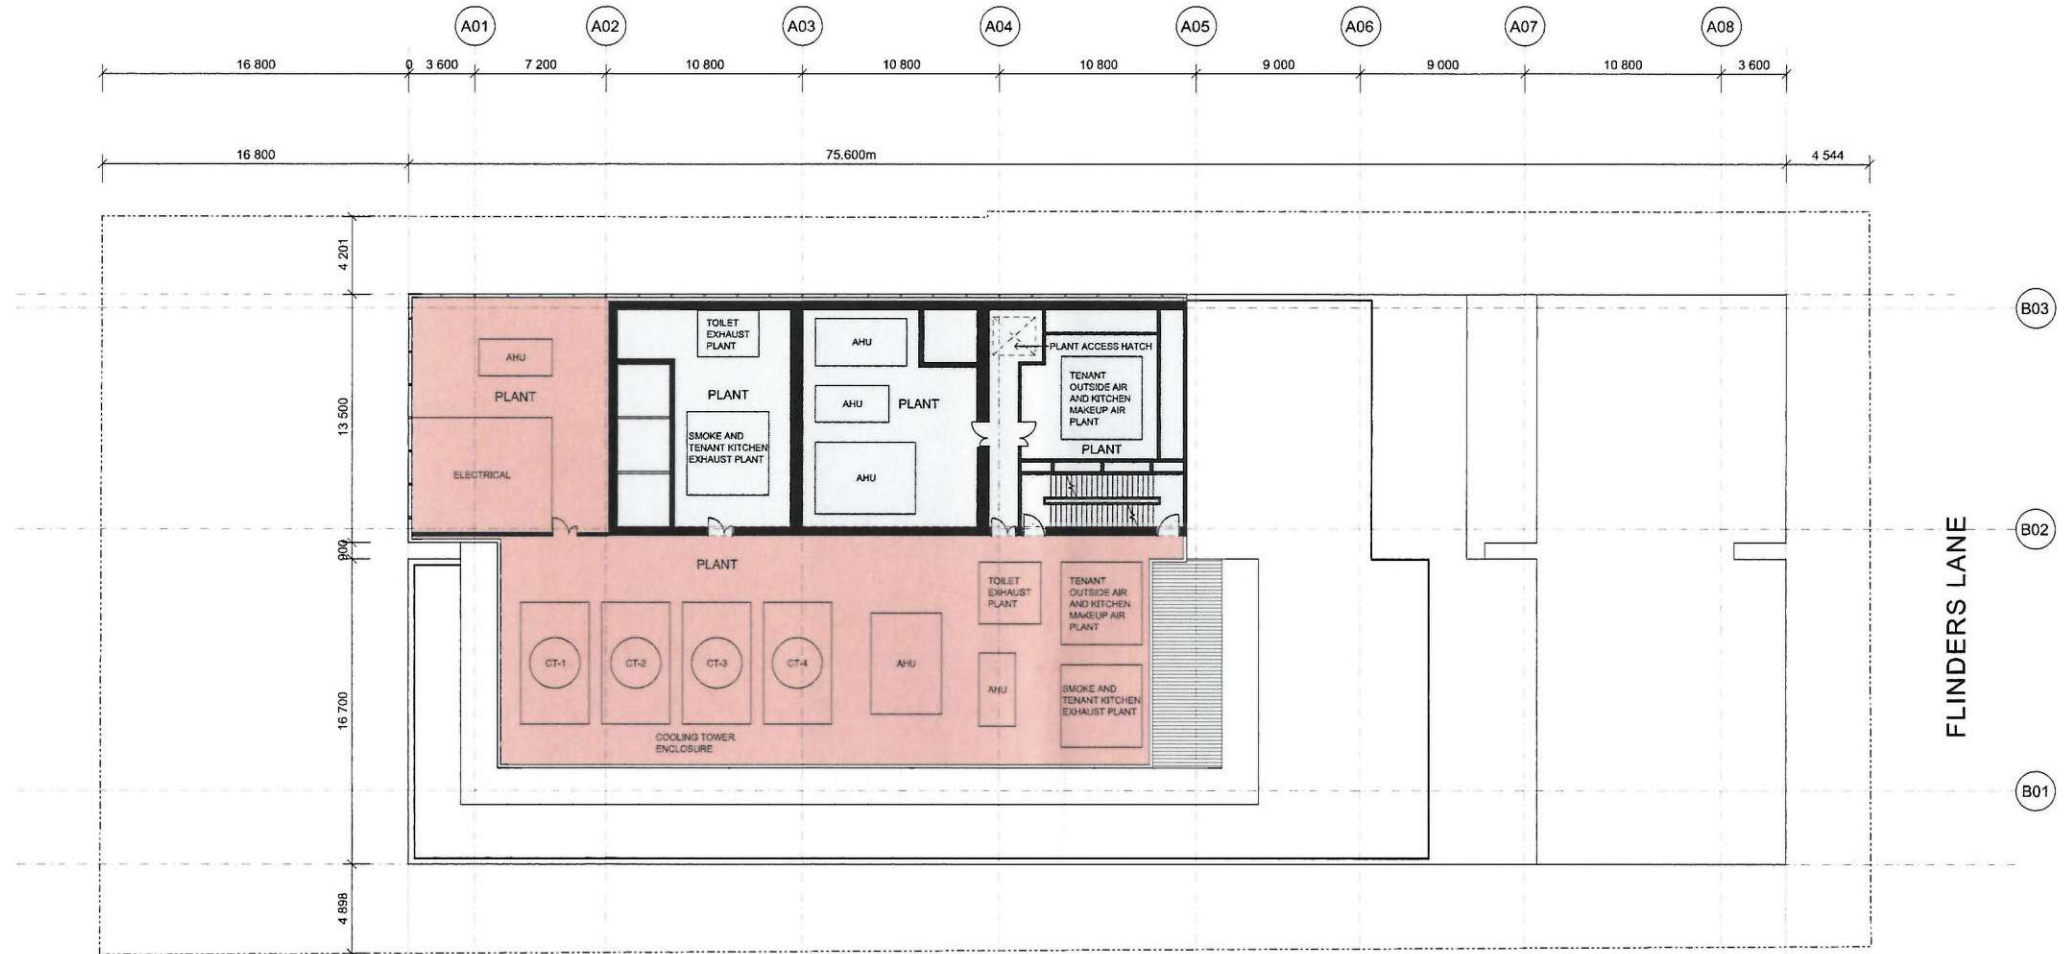 A01
A02
A03
A04
A05
A06
A07
A08
16 800
0
3 600
7 200
10 800
10 800
10 800
9 000
9 000
10 800
3 600
16 800
75.600m
4 544
4 201
13 500
900
16 700
4 898
B03
B02
B01
FLINDERS LANE
AHU
PLANT
ELECTRICAL
TOILET
EXHAUST
PLANT
PLANT
SMOKE AND
TENANT KITCHEN
EXHAUST PLANT
AHU
AHU
PLANT
AHU
PLANT ACCESS HATCH
TENANT
OUTSIDE AIR
AND KITCHEN
MAKEUP AIR
PLANT
PLANT
PLANT
CT-1
CT-2
CT-3
CT-4
COOLING TOWER
ENCLOSURE
AHU
TOILET
EXHAUST
PLANT
AHU
TENANT
OUTSIDE AIR
AND KITCHEN
MAKEUP AIR
PLANT
SMOKE AND
TENANT KITCHEN
EXHAUST PLANT